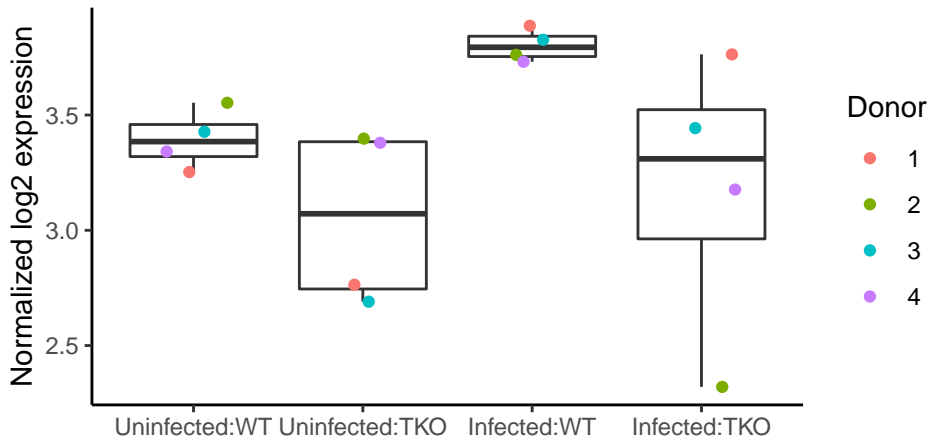 Normalized log2 expression
3.5
3.0
2.5
Uninfected:WT
Uninfected:TKO
Infected:WT
Infected:TKO
Donor
1
2
3
4